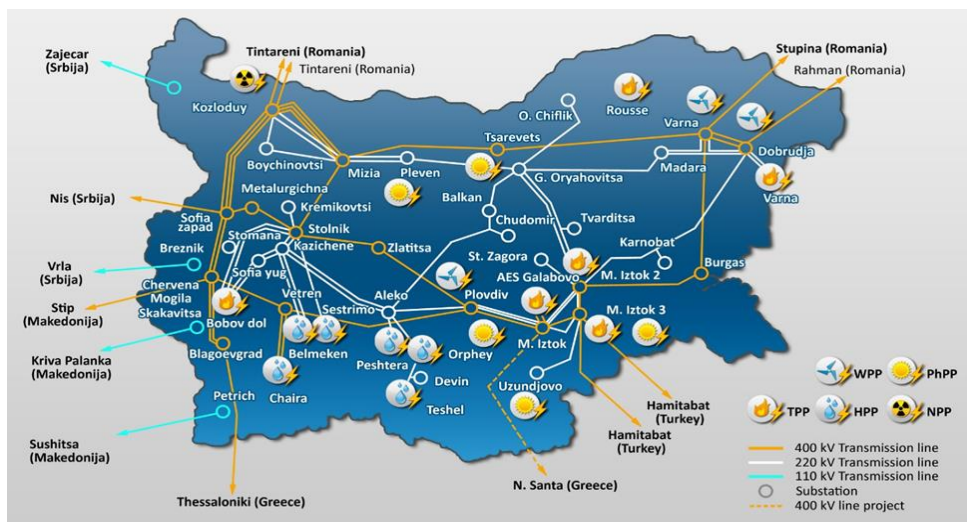 Zajecar
(Srbija)
Tintareni (Romania)
Tintareni (Romania)
Stupina (Romania)
Rahman (Romania)
Kozloduy
O. Chiflik
Rousse
Varna
Tsarevets
Dobrudja
Boychinovtsi
Mizia
Pleven
G. Oryahovitsa
Madara
Varna
Metalurgichna
Nis (Srbija)
Sofia
zapad
Kremikovtsi
Stolnik
Balkan
Chudomir
Tvarditsa
Stomana
Kazichene
Zlatitsa
Karnobat
Breznik
Sofia yug
St. Zagora
AES Galabovo
M. Iztok 2
Burgas
Vrla
(Srbija)
Chervena
Mogila
Skakavitsa
Vetren
Sestrimo
Aleko
Plovdiv
Stip
(Makedonija)
Bobov dol
M. Iztok 3
Blagoevgrad
Belmeken
Peshtera
Orphey
M. Iztok
Kriva Palanka
(Makedonija)
Chaira
Devin
Uzundjovo
Petrich
Teshel
Sushitsa
(Makedonija)
Hamitabat
(Turkey)
Hamitabat
(Turkey)
Thessaloniki (Greece)
N. Santa (Greece)
WPP
PhPP
TPP
HPP
NPP
400 kV Transmission line
220 kV Transmission line
110 kV Transmission line
Substation
400 kV line project